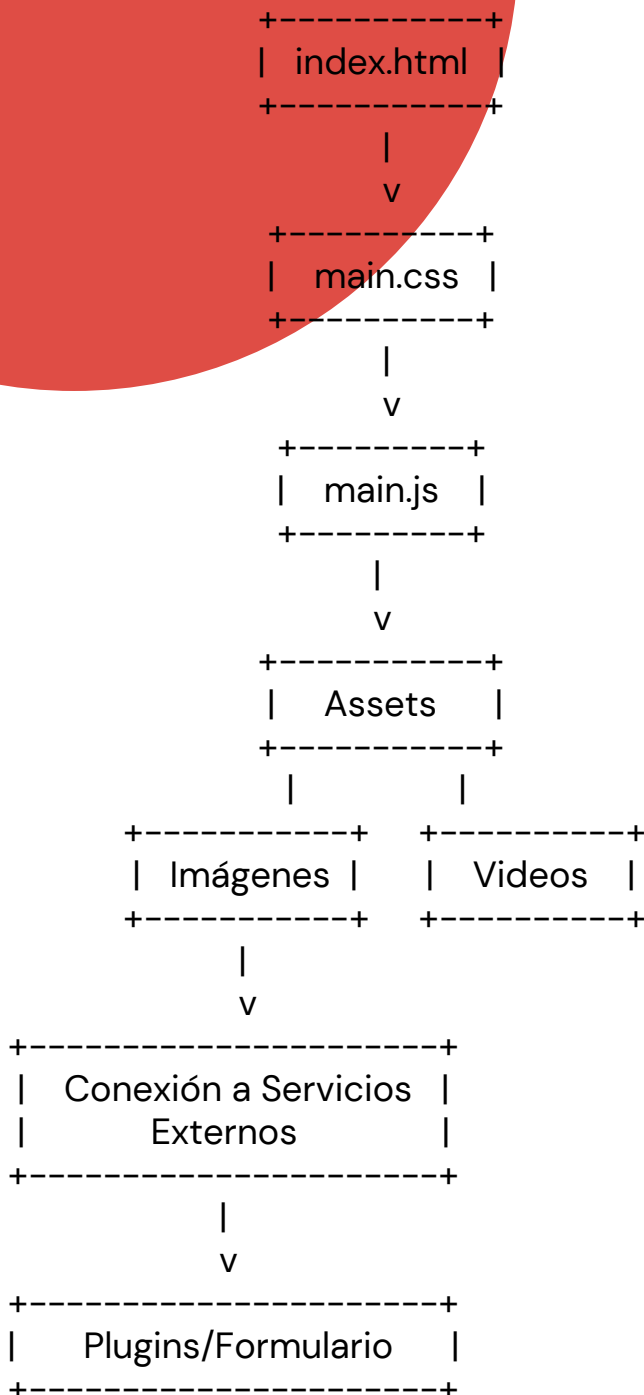 +-----------+
| index.html |
+-----------+
|
v
+----------+
| main.css |
+----------+
|
v
+---------+
| main.js |
+---------+
|
v
+-----------+
| Assets |
+-----------+
| |
+-----------+ +----------+
| Imágenes | | Videos |
+-----------+ +----------+
|
v
+----------------------+
| Conexión a Servicios |
| Externos |
+----------------------+
|
v
+----------------------+
| Plugins/Formulario |
+----------------------+